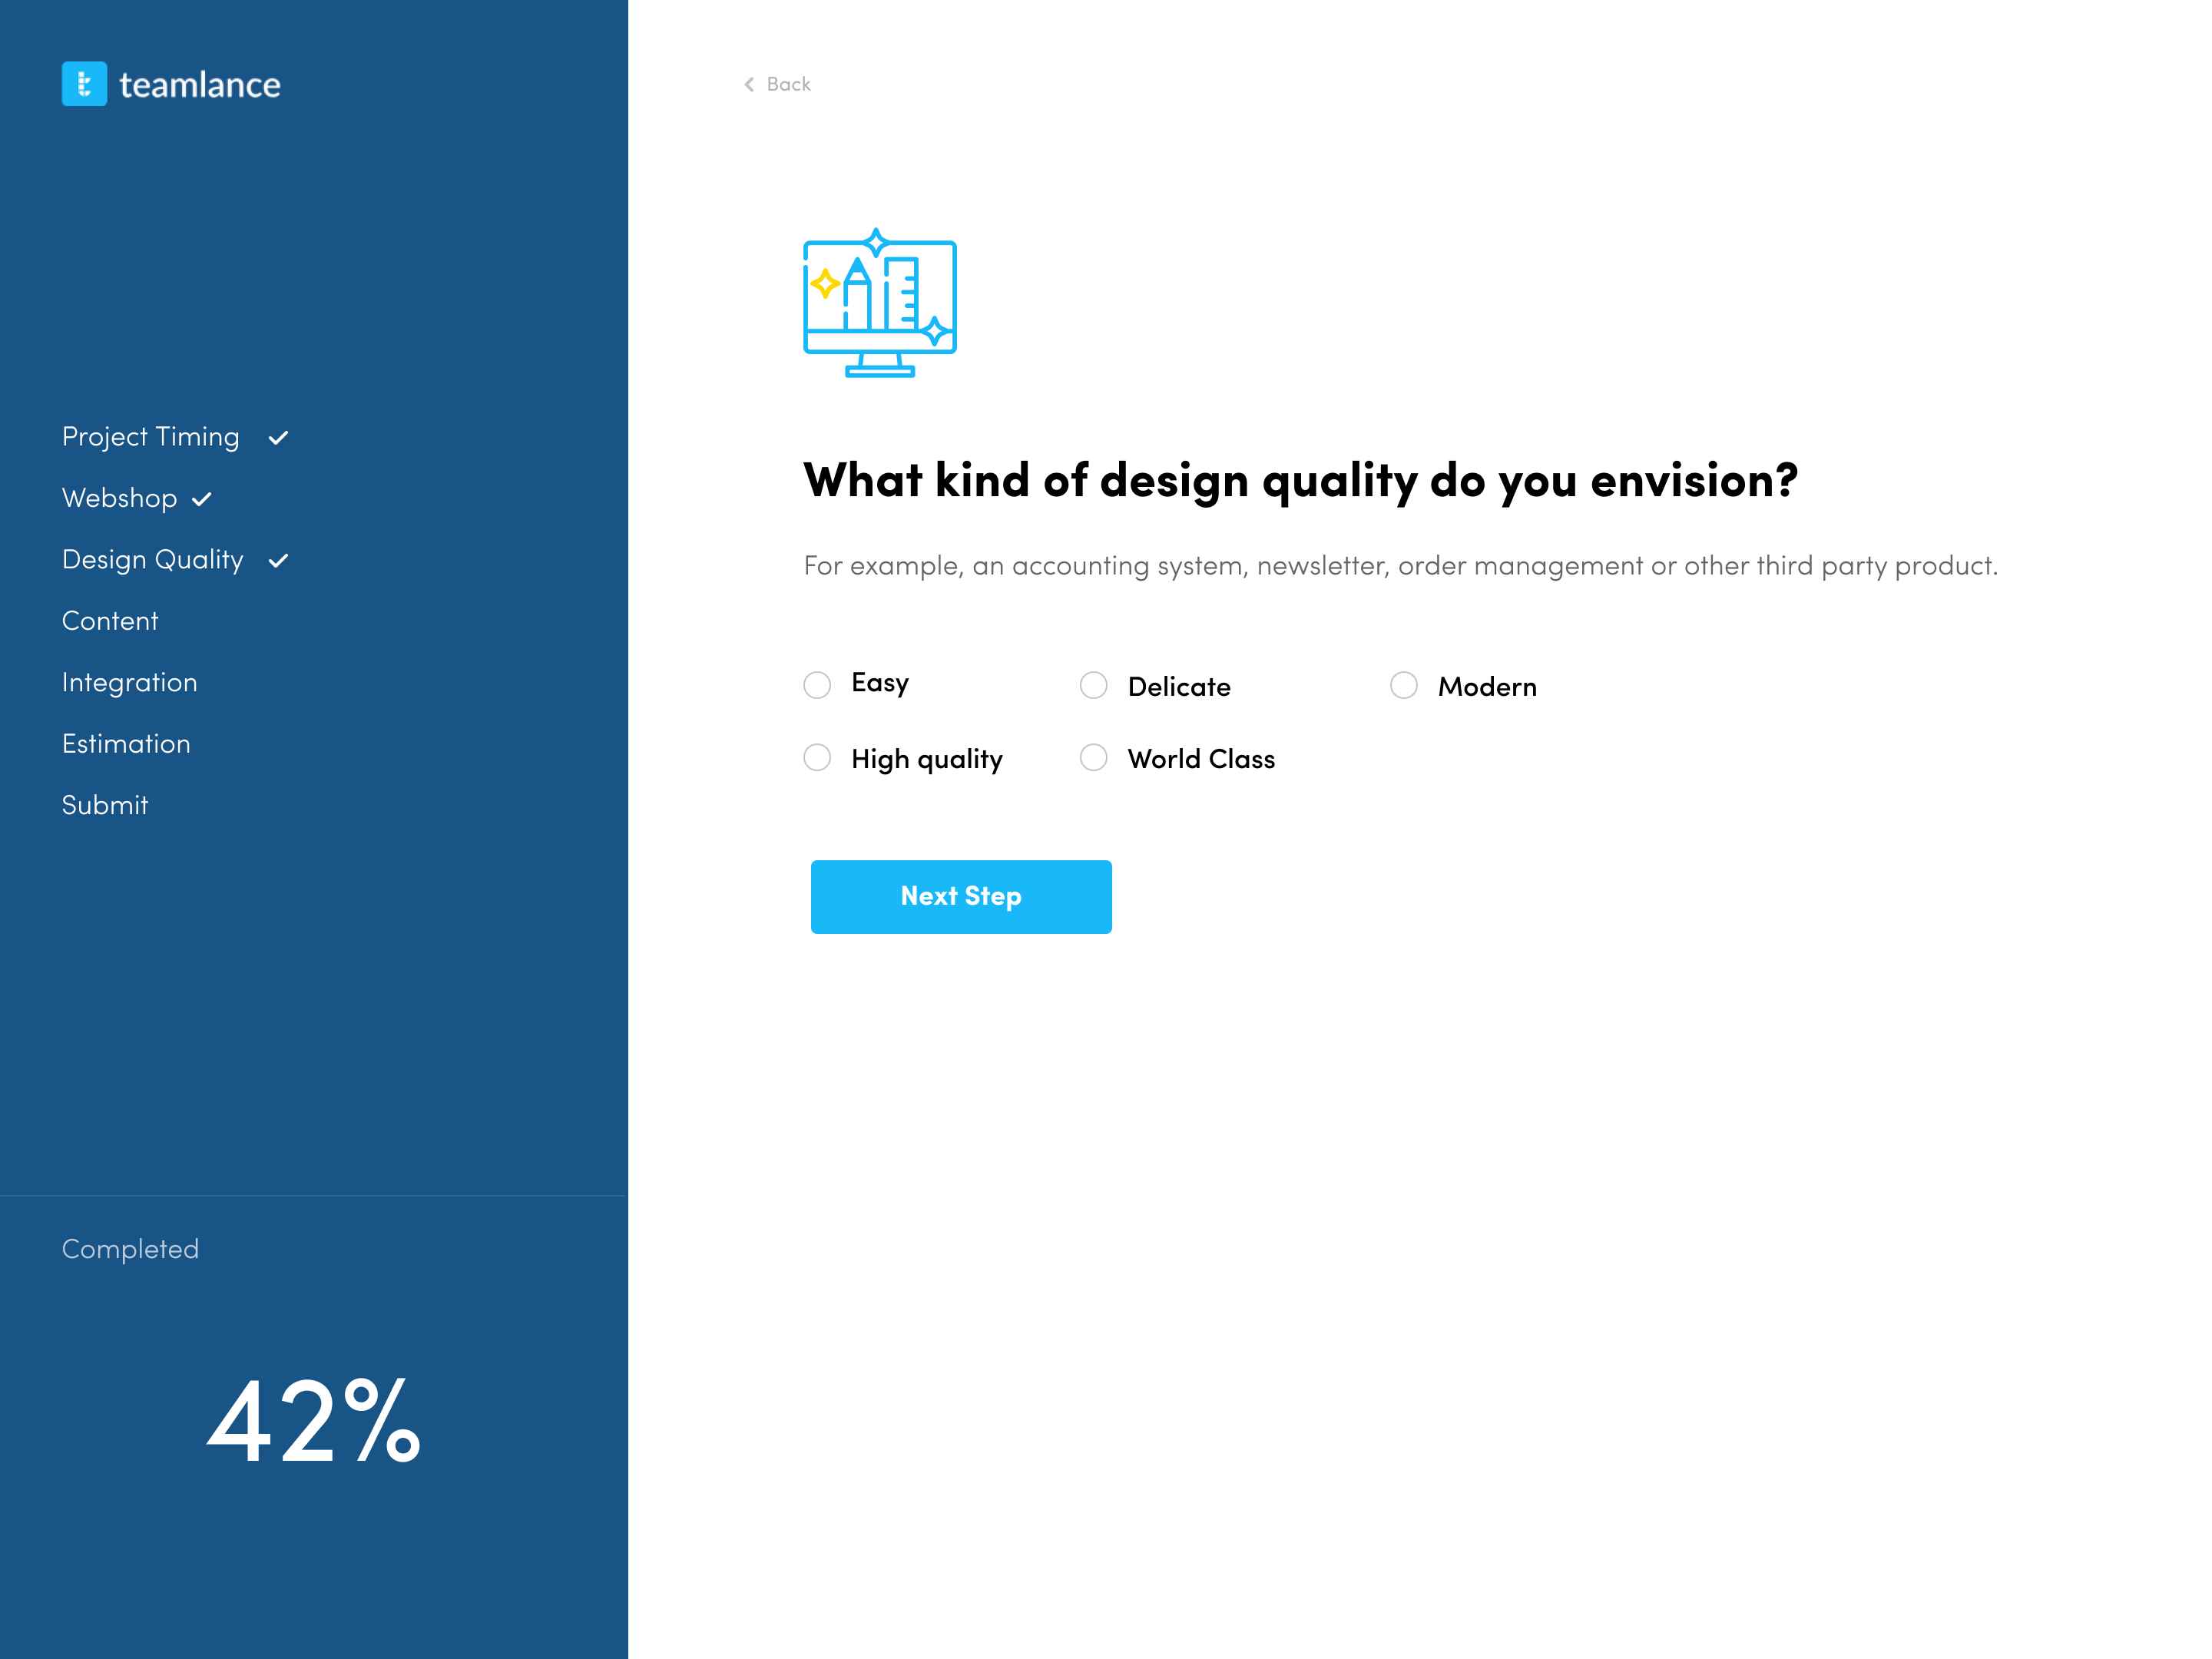 teamlance
Back
Project Timing
Webshop
Design Quality
Content
Integration
Estimation
Submit
What kind of design quality do you envision?
For example, an accounting system, newsletter, order management or other third party product.
Easy
Delicate
Modern
High quality
World Class
Next Step
Completed
42%